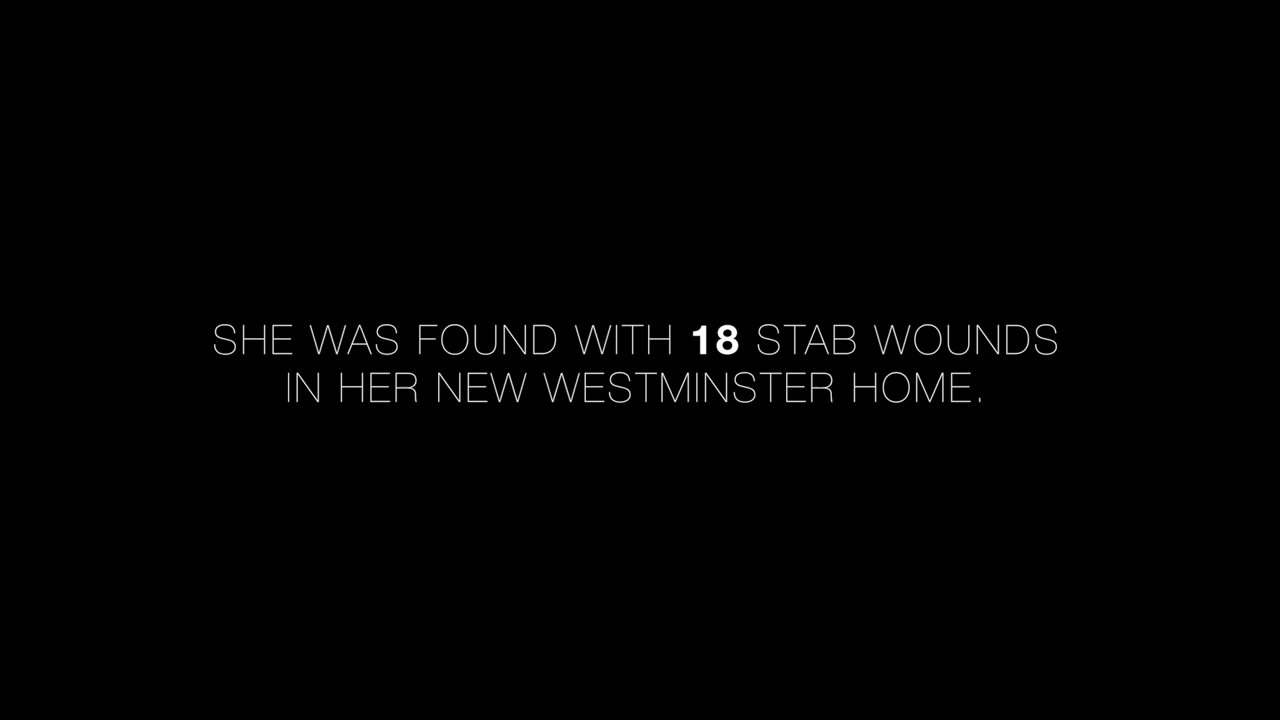 SHE WAS FOUND WITH 18 STAB WOUNDS
IN HER NEW WESTMINSTER HOME.